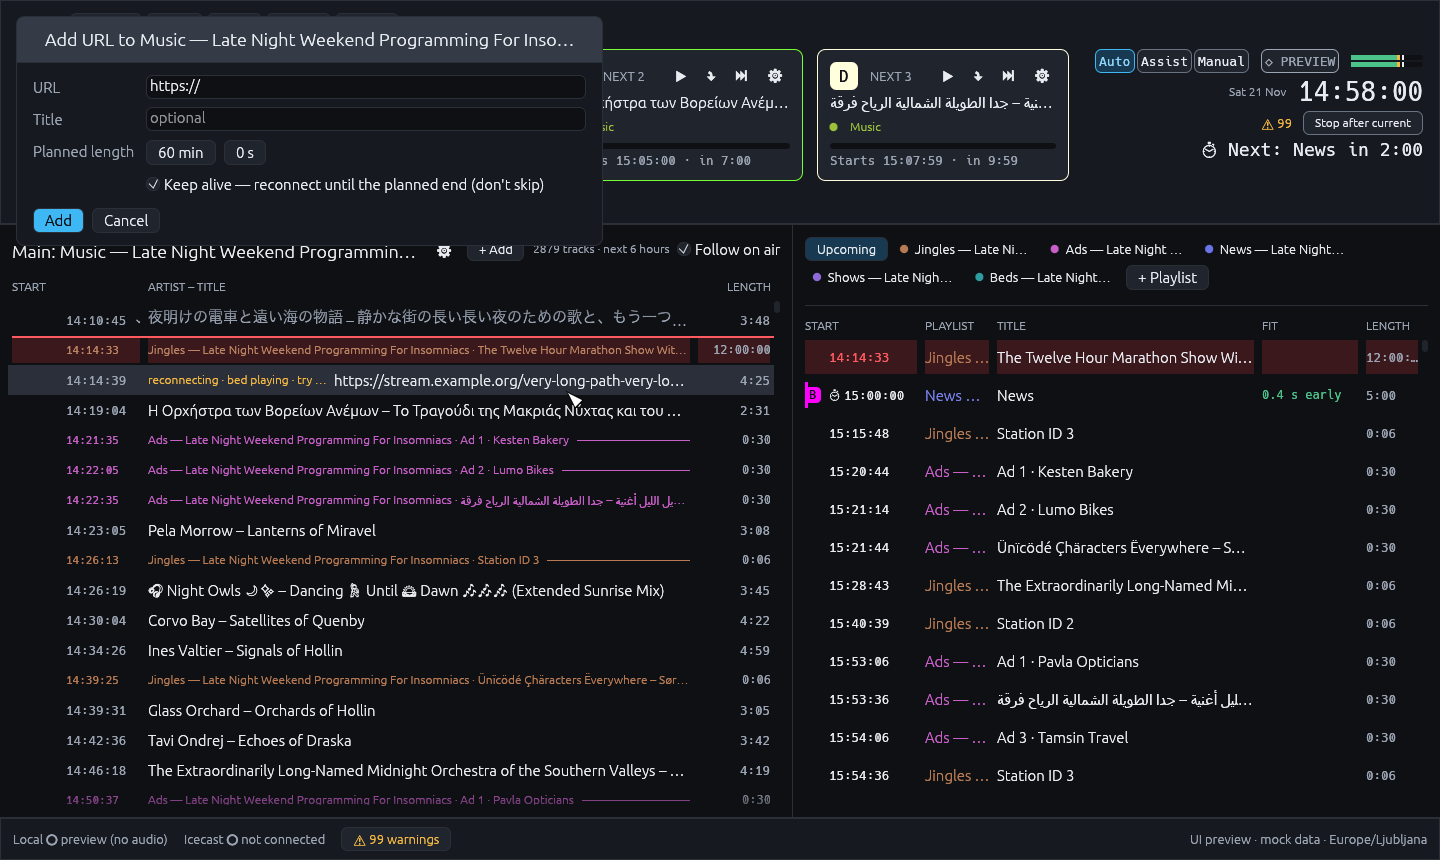 Add URL to Music — Late Night Weekend Programming For Inso…
URL https://
Title optional
Planned length 60 min 0 s
Keep alive — reconnect until the planned end (don't skip)
Add Cancel
NEXT 2
χήστρα των Βορείων Ανέμ…
sic
s 15:05:00 · in 7:00
D NEXT 3
نية – جدا الطويلة الشمالية الرياح فرقة…
Music
Starts 15:07:59 · in 9:59
Auto Assist Manual ◇ PREVIEW
Sat 21 Nov 14:58:00
⚠ 99 Stop after current
Next: News in 2:00
Main: Music — Late Night Weekend Programmin… + Add 2879 tracks · next 6 hours Follow on air
START ARTIST – TITLE LENGTH
14:10:45 、夜明けの電車と遠い海の物語 – 静かな街の長い長い夜のための歌と、もう一つ… 3:48
14:14:33 Jingles — Late Night Weekend Programming For Insomniacs · The Twelve Hour Marathon Show Wit… 12:00:00
14:14:39 reconnecting · bed playing · try … https://stream.example.org/very-long-path-very-lo… 4:25
14:19:04 Η Ορχήστρα των Βορείων Ανέμων – Το Τραγούδι της Μακριάς Νύχτας και του … 2:31
14:21:35 Ads — Late Night Weekend Programming For Insomniacs · Ad 1 · Kesten Bakery 0:30
14:22:05 Ads — Late Night Weekend Programming For Insomniacs · Ad 2 · Lumo Bikes 0:30
14:22:35 Ads — Late Night Weekend Programming For Insomniacs · يل الليل أغنية – جدا الطويلة الشمالية الرياح فرقة… 0:30
14:23:05 Pela Morrow – Lanterns of Miravel 3:08
14:26:13 Jingles — Late Night Weekend Programming For Insomniacs · Station ID 3 0:06
14:26:19 🎧 Night Owls 🌙✨ – Dancing 💃 Until 🌅 Dawn 🎶🎶🎶 (Extended Sunrise Mix) 3:45
14:30:04 Corvo Bay – Satellites of Quenby 4:22
14:34:26 Ines Valtier – Signals of Hollin 4:59
14:39:25 Jingles — Late Night Weekend Programming For Insomniacs · Ünïcödé Çhäracters Ëverywhere – Sør… 0:06
14:39:31 Glass Orchard – Orchards of Hollin 3:05
14:42:36 Tavi Ondrej – Echoes of Draska 3:42
14:46:18 The Extraordinarily Long-Named Midnight Orchestra of the Southern Valleys – … 4:19
14:50:37 Ads — Late Night Weekend Programming For Insomniacs · Ad 1 · Pavla Opticians 0:30
Upcoming Jingles — Late Ni… Ads — Late Night … News — Late Night…
Shows — Late Nigh… Beds — Late Night… + Playlist
START PLAYLIST TITLE FIT LENGTH
14:14:33 Jingles … The Twelve Hour Marathon Show Wi… 12:00:…
B 15:00:00 News … News 0.4 s early 5:00
15:15:48 Jingles … Station ID 3 0:06
15:20:44 Ads — … Ad 1 · Kesten Bakery 0:30
15:21:14 Ads — … Ad 2 · Lumo Bikes 0:30
15:21:44 Ads — … Ünïcödé Çhäracters Ëverywhere – S… 0:30
15:28:43 Jingles … The Extraordinarily Long-Named Mi… 0:06
15:40:39 Jingles … Station ID 2 0:06
15:53:06 Ads — … Ad 1 · Pavla Opticians 0:30
15:53:36 Ads — … ليل أغنية – جدا الطويلة الشمالية الرياح فرقة… 0:30
15:54:06 Ads — … Ad 3 · Tamsin Travel 0:30
15:54:36 Jingles … Station ID 3 0:06
Local preview (no audio) Icecast not connected ⚠ 99 warnings UI preview · mock data · Europe/Ljubljana